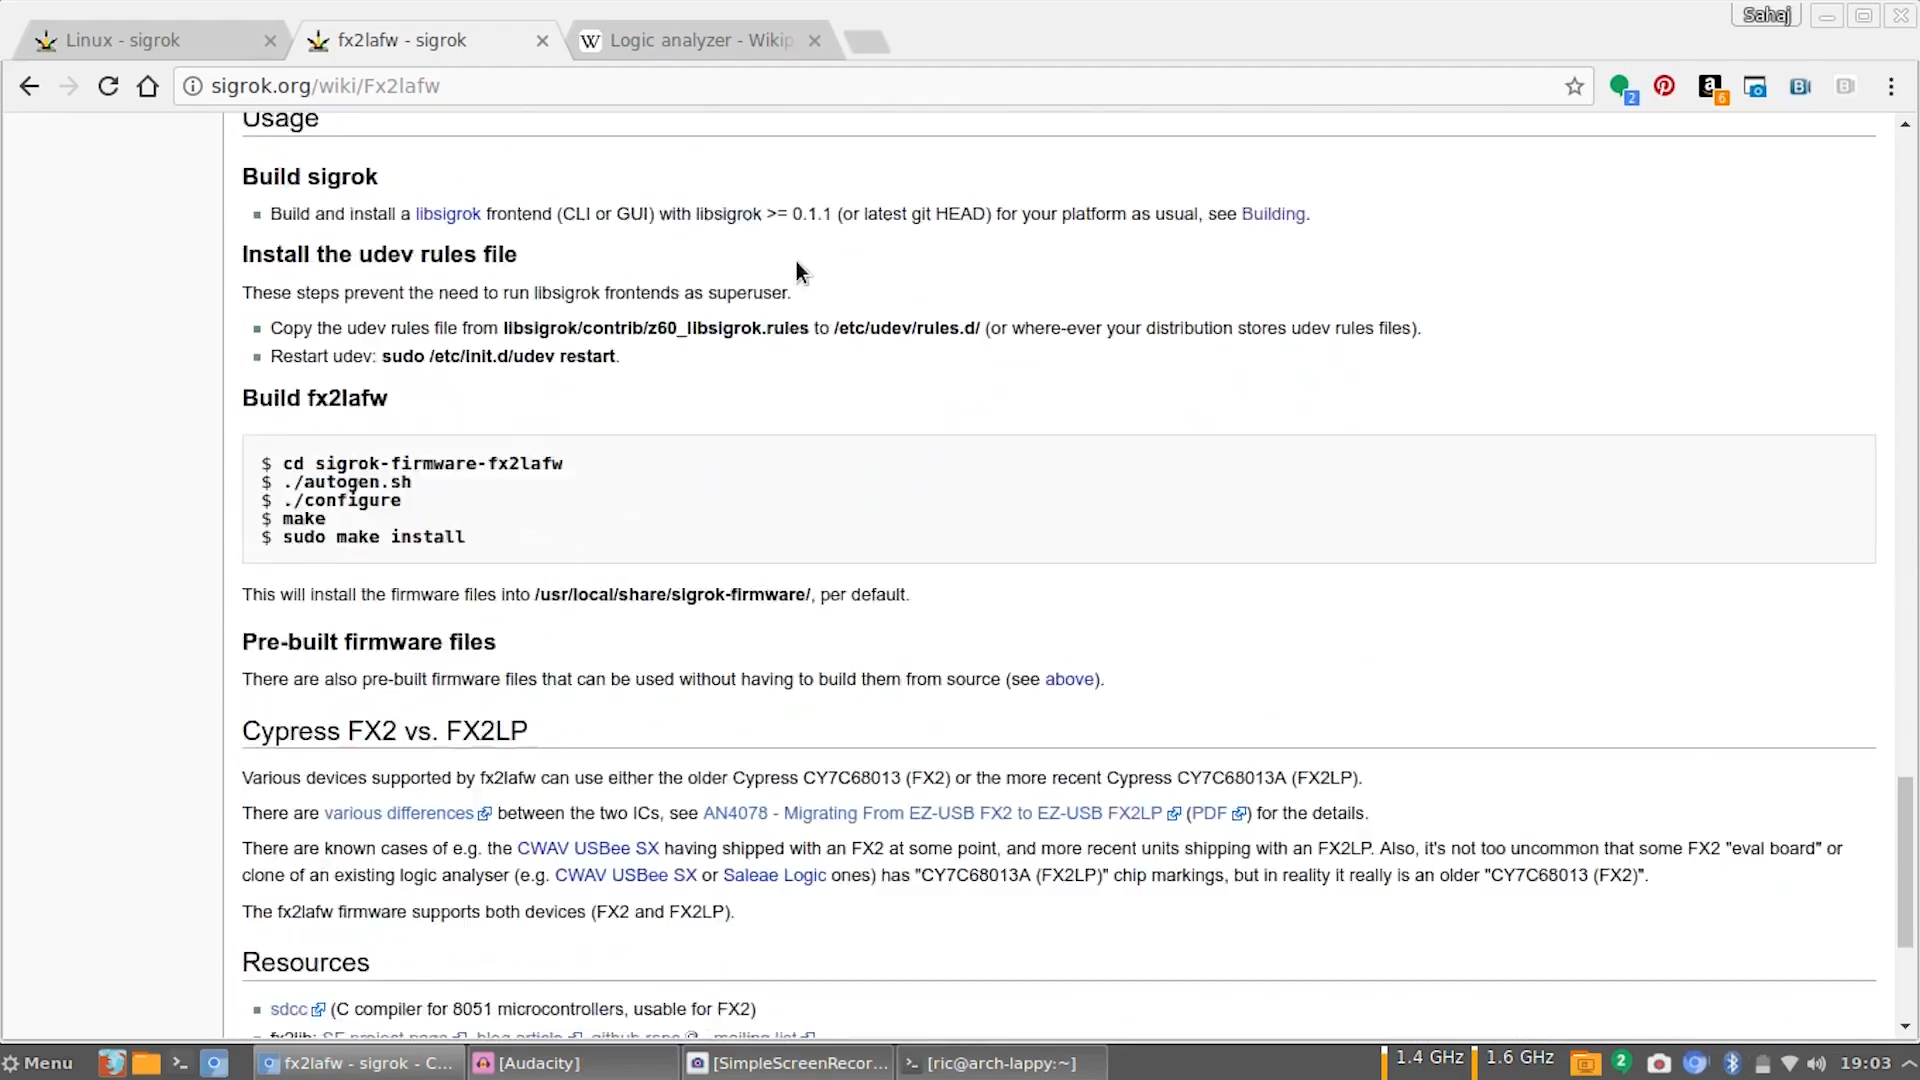 Sahaj
Linux - sigrok
fx2lafw - sigrok
W Logic analyzer - Wikip
sigrok.org/wiki/Fx2lafw
2
a
6
B
B
Usage
Build sigrok
Build and install a libsigrok frontend (CLI or GUI) with libsigrok >= 0.1.1 (or latest git HEAD) for your platform as usual, see Building.
Install the udev rules file
These steps prevent the need to run libsigrok frontends as superuser.
Copy the udev rules file from libsigrok/contrib/z60_libsigrok.rules to /etc/udev/rules.d/ (or where-ever your distribution stores udev rules files).
Restart udev: sudo /etc/init.d/udev restart.
Build fx2lafw
$ cd sigrok-firmware-fx2lafw
$ ./autogen.sh
$ ./configure
$ make
$ sudo make install
This will install the firmware files into /usr/local/share/sigrok-firmware/, per default.
Pre-built firmware files
There are also pre-built firmware files that can be used without having to build them from source (see above).
Cypress FX2 vs. FX2LP
Various devices supported by fx2lafw can use either the older Cypress CY7C68013 (FX2) or the more recent Cypress CY7C68013A (FX2LP).
There are various differences between the two ICs, see AN4078 - Migrating From EZ-USB FX2 to EZ-USB FX2LP (PDF) for the details.
There are known cases of e.g. the CWAV USBee SX having shipped with an FX2 at some point, and more recent units shipping with an FX2LP. Also, it's not too uncommon that some FX2 "eval board" or
clone of an existing logic analyser (e.g. CWAV USBee SX or Saleae Logic ones) has "CY7C68013A (FX2LP)" chip markings, but in reality it really is an older "CY7C68013 (FX2)".
The fx2lafw firmware supports both devices (FX2 and FX2LP).
Resources
sdcc (C compiler for 8051 microcontrollers, usable for FX2)
fx2lib: SF project page, blog article, github repo, mailing list
Menu
fx2lafw - sigrok - C...
[Audacity]
[SimpleScreenRecor...
[ric@arch-lappy:~]
1.4 GHz
1.6 GHz
2
19:03